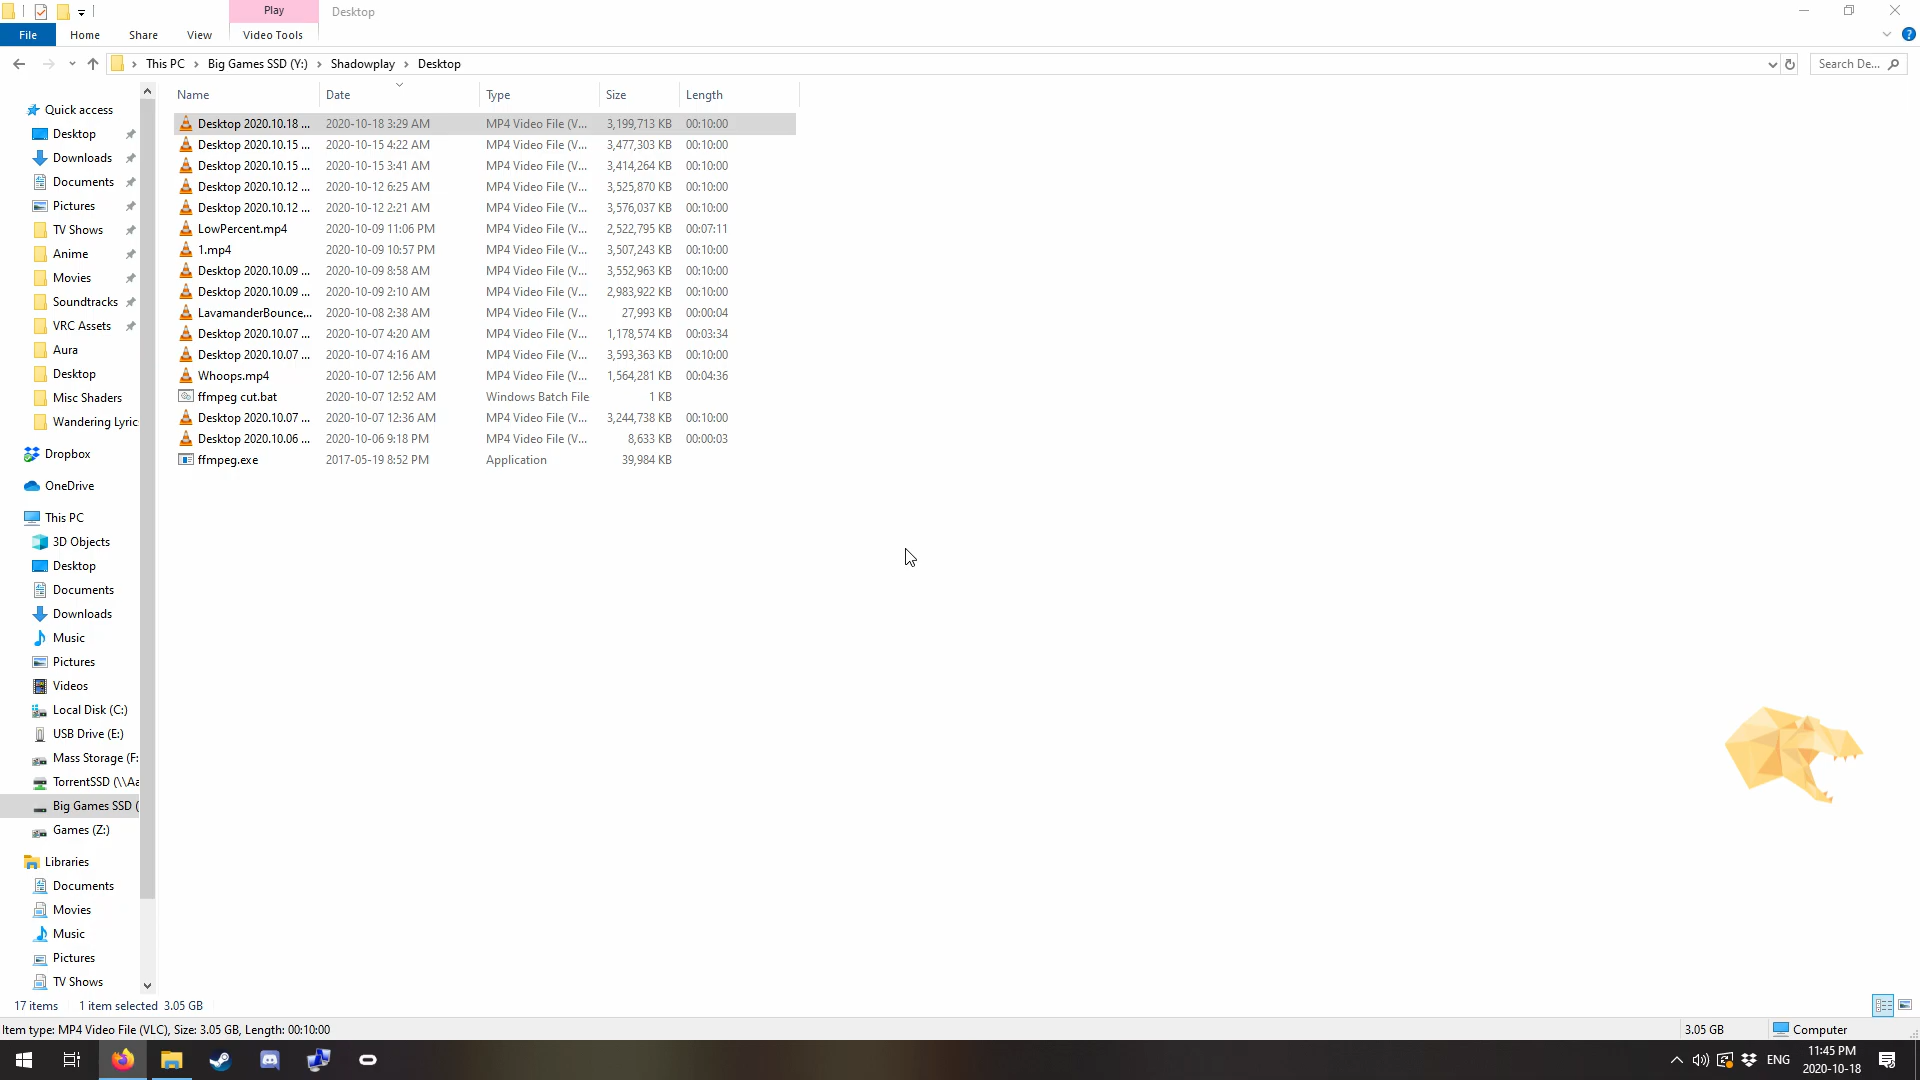 Play
Desktop
File
Home
Share
View
Video Tools
This PC
Big Games SSD (Y:)
Shadowplay
Desktop
Search De...
Name
Date
Type
Size
Length
Desktop 2020.10.18 ... 2020-10-18 3:29 AM MP4 Video File (V... 3,199,713 KB 00:10:00
Desktop 2020.10.15 ... 2020-10-15 4:22 AM MP4 Video File (V... 3,477,303 KB 00:10:00
Desktop 2020.10.15 ... 2020-10-15 3:41 AM MP4 Video File (V... 3,414,264 KB 00:10:00
Desktop 2020.10.12 ... 2020-10-12 6:25 AM MP4 Video File (V... 3,525,870 KB 00:10:00
Desktop 2020.10.12 ... 2020-10-12 2:21 AM MP4 Video File (V... 3,576,037 KB 00:10:00
LowPercent.mp4 2020-10-09 11:06 PM MP4 Video File (V... 2,522,795 KB 00:07:11
1.mp4 2020-10-09 10:57 PM MP4 Video File (V... 3,507,243 KB 00:10:00
Desktop 2020.10.09 ... 2020-10-09 8:58 AM MP4 Video File (V... 3,552,963 KB 00:10:00
Desktop 2020.10.09 ... 2020-10-09 2:10 AM MP4 Video File (V... 2,983,922 KB 00:10:00
LavamanderBounce... 2020-10-08 2:38 AM MP4 Video File (V... 27,993 KB 00:00:04
Desktop 2020.10.07 ... 2020-10-07 4:20 AM MP4 Video File (V... 1,178,574 KB 00:03:34
Desktop 2020.10.07 ... 2020-10-07 4:16 AM MP4 Video File (V... 3,593,363 KB 00:10:00
Whoops.mp4 2020-10-07 12:56 AM MP4 Video File (V... 1,564,281 KB 00:04:36
ffmpeg cut.bat 2020-10-07 12:52 AM Windows Batch File 1 KB
Desktop 2020.10.07 ... 2020-10-07 12:36 AM MP4 Video File (V... 3,244,738 KB 00:10:00
Desktop 2020.10.06 ... 2020-10-06 9:18 PM MP4 Video File (V... 8,633 KB 00:00:03
ffmpeg.exe 2017-05-19 8:52 PM Application 39,984 KB
Quick access
Desktop
Downloads
Documents
Pictures
TV Shows
Anime
Movies
Soundtracks
VRC Assets
Aura
Desktop
Misc Shaders
Wandering Lyric
Dropbox
OneDrive
This PC
3D Objects
Desktop
Documents
Downloads
Music
Pictures
Videos
Local Disk (C:)
USB Drive (E:)
Mass Storage (F:
TorrentSSD (\\Aa
Big Games SSD (
Games (Z:)
Libraries
Documents
Movies
Music
Pictures
TV Shows
17 items 1 item selected 3.05 GB
Item type: MP4 Video File (VLC), Size: 3.05 GB, Length: 00:10:00
3.05 GB
Computer
ENG
11:45 PM
2020-10-18